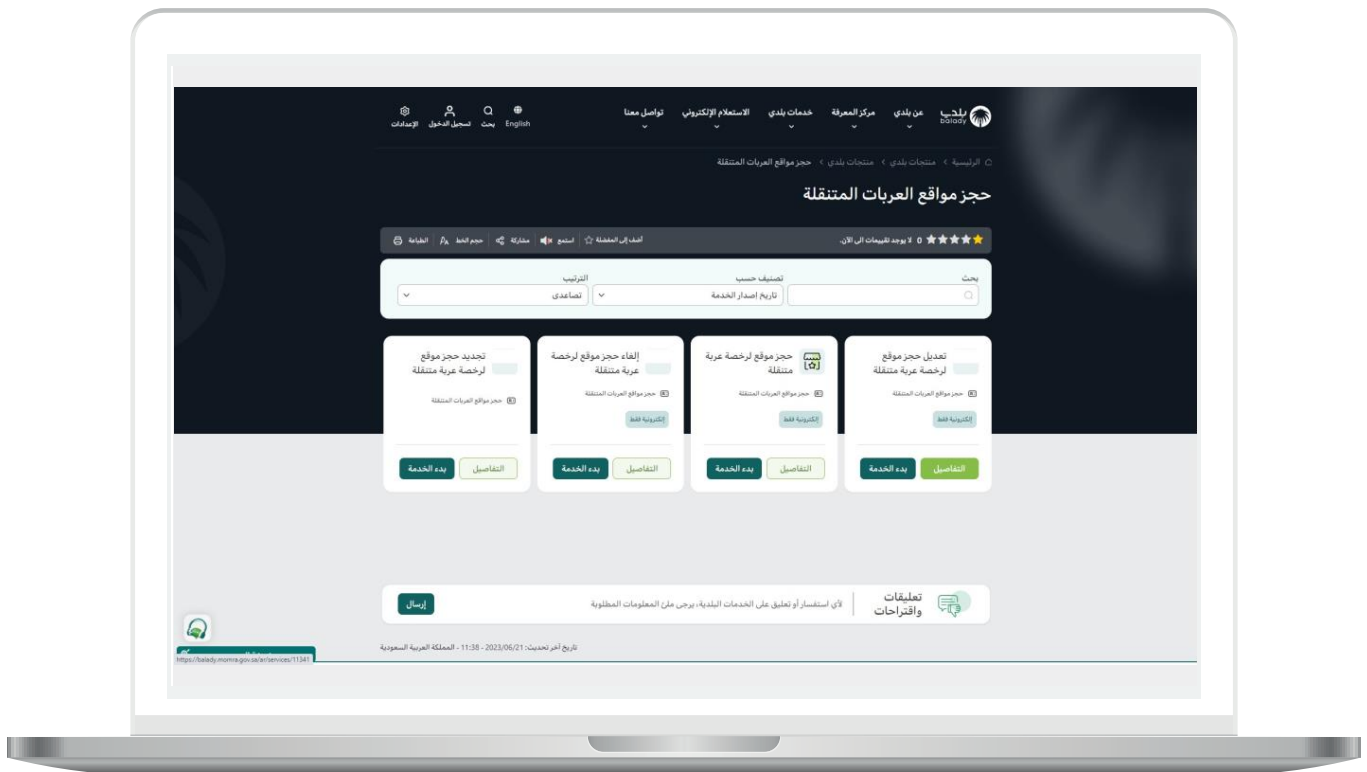 بلدي
balady
عن بلدي
مركز المعرفة
خدمات بلدي
الاستعلام الإلكتروني
تواصل معنا
English
بحث
تسجيل الدخول
الإعدادات
الرئيسية > منتجات بلدي > منتجات بلدي > حجز مواقع العربات المتنقلة
حجز مواقع العربات المتنقلة
0 لا يوجد تقييمات الى الآن.
أضف إلى المفضلة
استمع
مشاركة
حجم الخط
الطباعة
بحث
تصنيف حسب
تاريخ إصدار الخدمة
الترتيب
تصاعدى
تعديل حجز موقع
لرخصة عربة متنقلة
حجز مواقع العربات المتنقلة
إلكترونية فقط
التفاصيل
بدء الخدمة
حجز موقع لرخصة عربة
متنقلة
حجز مواقع العربات المتنقلة
إلكترونية فقط
التفاصيل
بدء الخدمة
إلغاء حجز موقع لرخصة
عربة متنقلة
حجز مواقع العربات المتنقلة
إلكترونية فقط
التفاصيل
بدء الخدمة
تجديد حجز موقع
لرخصة عربة متنقلة
حجز مواقع العربات المتنقلة
التفاصيل
بدء الخدمة
تعليقات
واقتراحات
لأي استفسار أو تعليق على الخدمات البلدية، يرجى ملئ المعلومات المطلوبة
إرسال
تاريخ آخر تحديث: 2023/06/21 - 11:38 - المملكة العربية السعودية
https://balady.momra.gov.sa/ar/services/11341